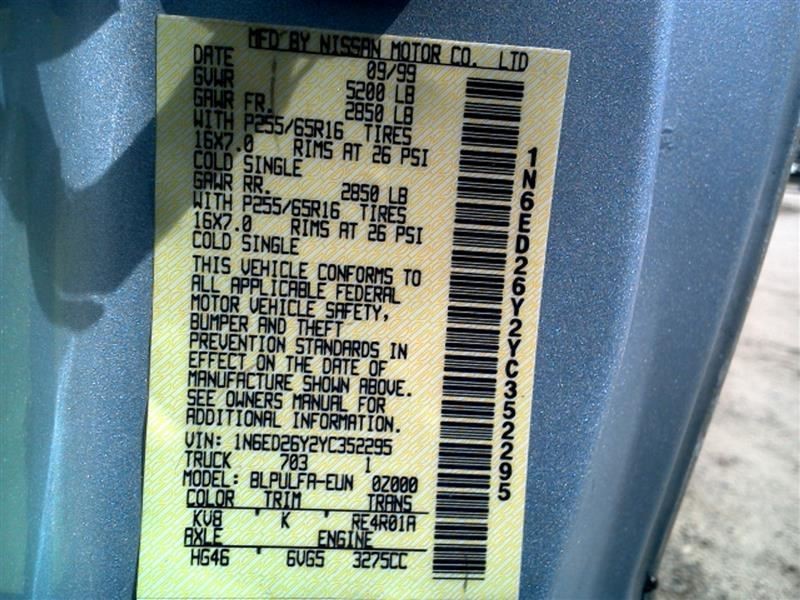 MFD BY NISSAN MOTOR CO. LTD
DATE 09/99
GVWR 5200 LB
GAWR FR. 2850 LB
WITH P255/65R16 TIRES
16X7.0 RIMS AT 26 PSI
COLD SINGLE
GAWR RR. 2850 LB
WITH P255/65R16 TIRES
16X7.0 RIMS AT 26 PSI
COLD SINGLE
THIS VEHICLE CONFORMS TO
ALL APPLICABLE FEDERAL
MOTOR VEHICLE SAFETY,
BUMPER AND THEFT
PREVENTION STANDARDS IN
EFFECT ON THE DATE OF
MANUFACTURE SHOWN ABOVE.
SEE OWNERS MANUAL FOR
ADDITIONAL INFORMATION.
VIN: 1N6ED26Y2YC352295
TRUCK 703 1
MODEL: BLPULFA-EUN 0Z000
COLOR TRIM TRANS
KV8 K RE4R01A
AXLE ENGINE
HG46 6VG5 3275CC
1N6ED26Y2YC352295